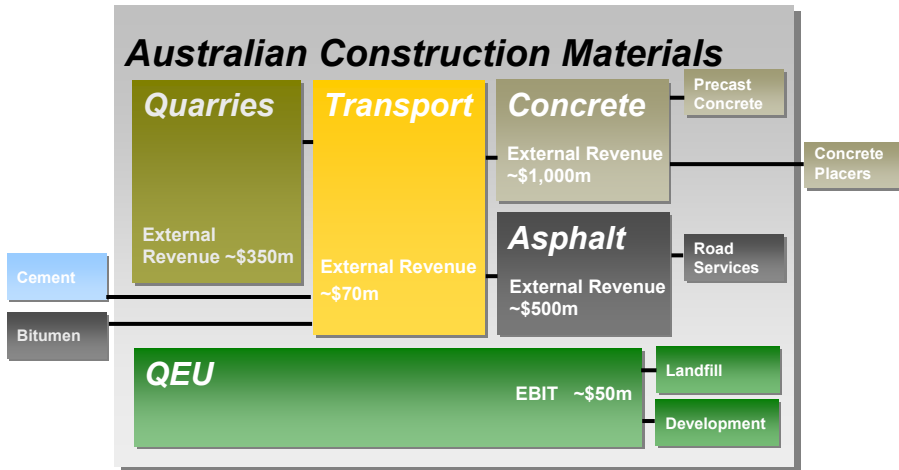 Australian Construction Materials
Quarries
External
Revenue ~$350m
Transport
External Revenue
~$70m
Concrete
External Revenue
~$1,000m
Precast
Concrete
Concrete
Placers
Asphalt
External Revenue
~$500m
Road
Services
Cement
Bitumen
QEU
EBIT ~$50m
Landfill
Development